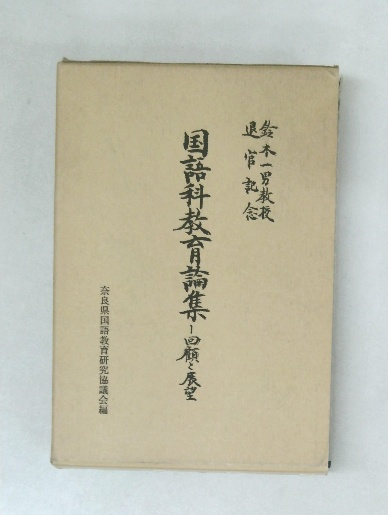 鈴木一男教授
退官記念
国語科教育論集ー回顧と展望
奈良県国語教育研究協議会編